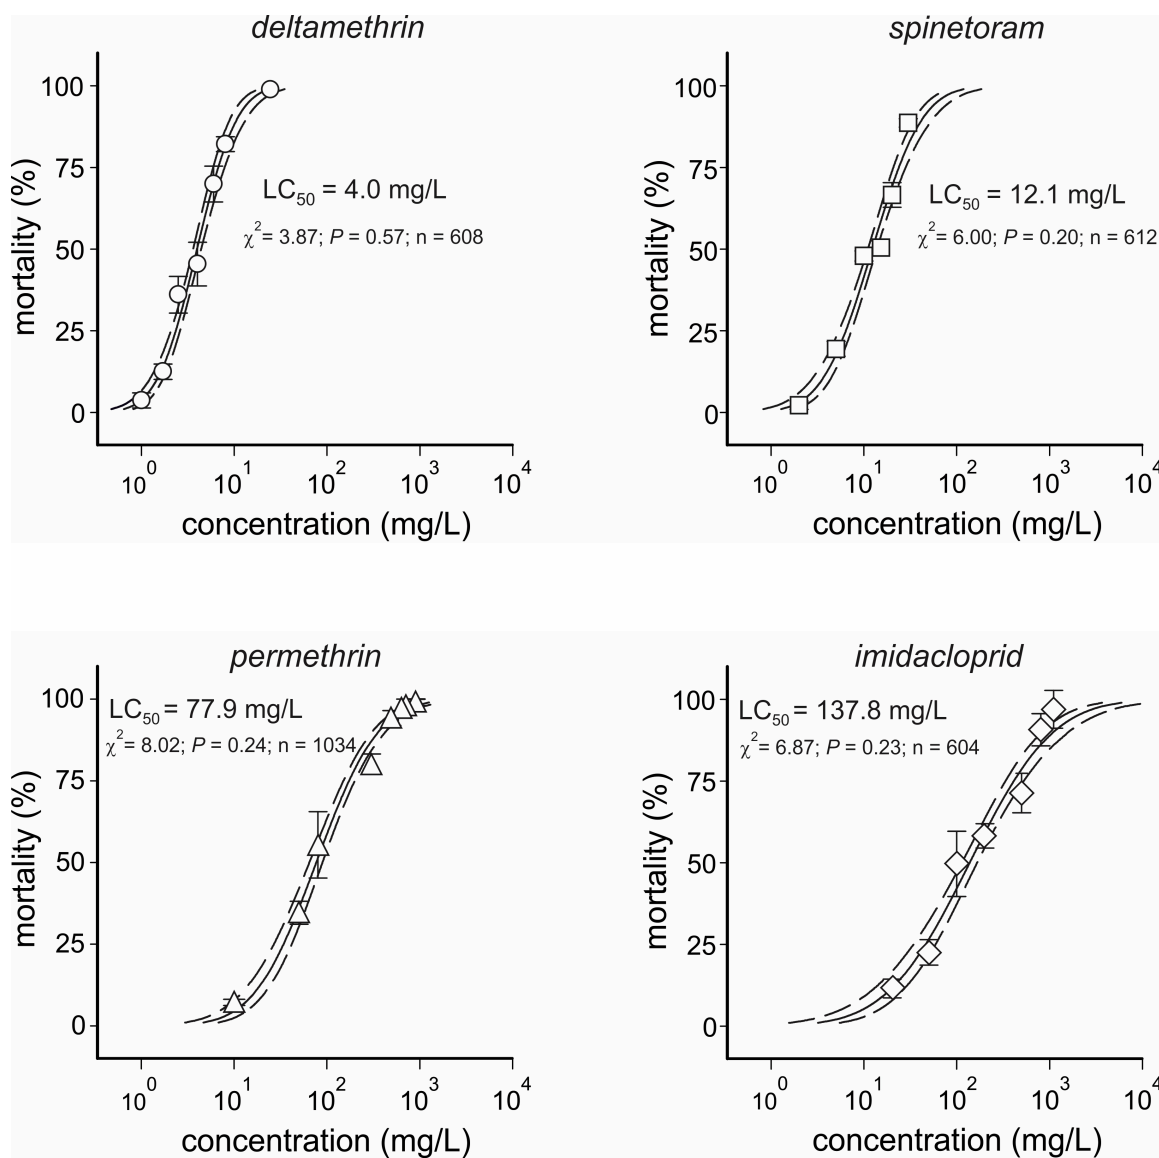 deltamethrin
100
75
50
25
0
mortality (%)
LC50 = 4.0 mg/L
χ2= 3.87; P = 0.57; n = 608
10^0 10^1 10^2 10^3 10^4
concentration (mg/L)
spinetoram
100
75
50
25
0
mortality (%)
LC50 = 12.1 mg/L
χ2= 6.00; P = 0.20; n = 612
10^0 10^1 10^2 10^3 10^4
concentration (mg/L)
permethrin
100
75
50
25
0
mortality (%)
LC50 = 77.9 mg/L
χ2= 8.02; P = 0.24; n = 1034
10^0 10^1 10^2 10^3 10^4
concentration (mg/L)
imidacloprid
100
75
50
25
0
mortality (%)
LC50 = 137.8 mg/L
χ2= 6.87; P = 0.23; n = 604
10^0 10^1 10^2 10^3 10^4
concentration (mg/L)